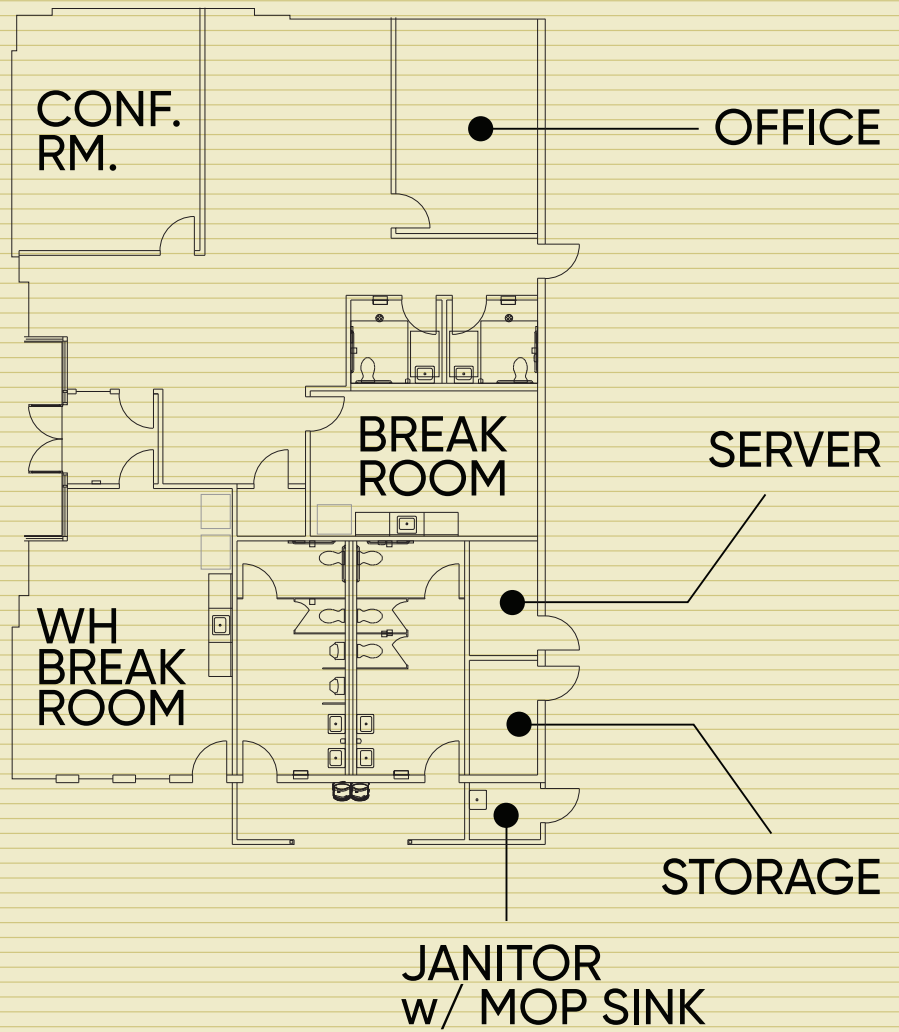 CONF.
RM.
OFFICE
BREAK
ROOM
SERVER
WH
BREAK
ROOM
STORAGE
JANITOR
w/ MOP SINK